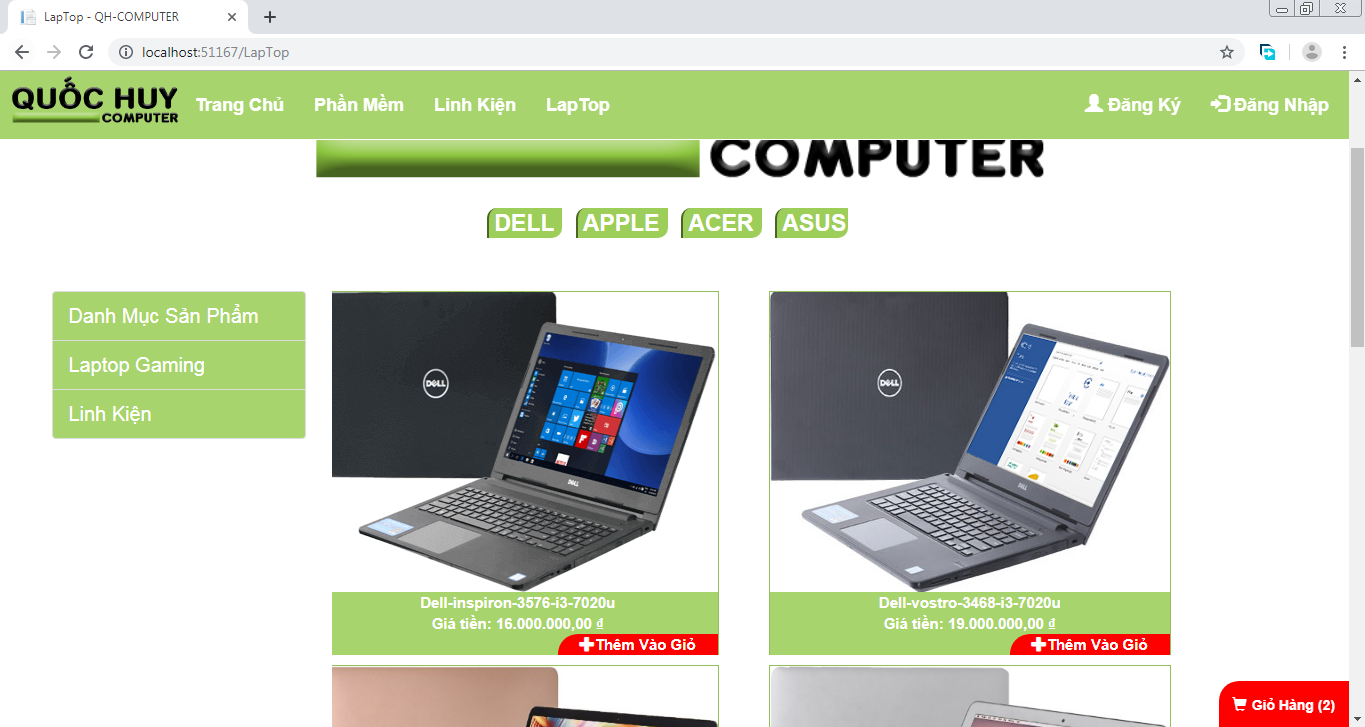 LapTop - QH-COMPUTER
localhost:51167/LapTop
QUỐC HUY
COMPUTER
Trang Chủ
Phần Mềm
Linh Kiện
LapTop
Đăng Ký
Đăng Nhập
COMPUTER
DELL
APPLE
ACER
ASUS
Danh Mục Sản Phẩm
Laptop Gaming
Linh Kiện
DELL
DELL
DELL
DELL
Dell-inspiron-3576-i3-7020u
Giá tiền: 16.000.000,00 ₫
Thêm Vào Giỏ
Dell-vostro-3468-i3-7020u
Giá tiền: 19.000.000,00 ₫
Thêm Vào Giỏ
Giỏ Hàng (2)